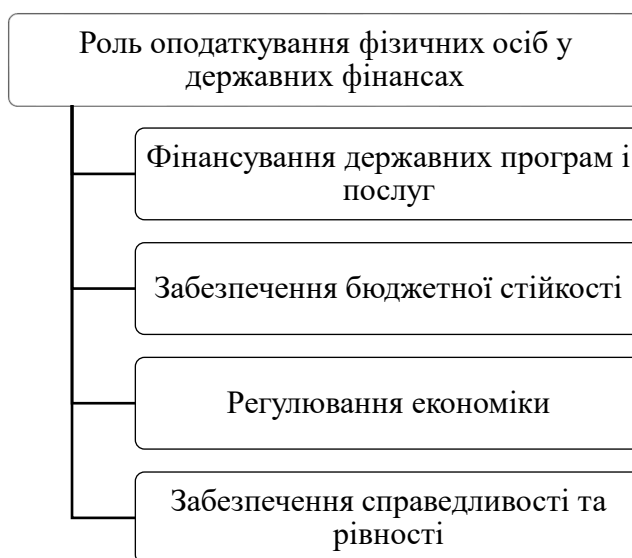 Роль оподаткування фізичних осіб у
державних фінансах
Фінансування державних програм і
послуг
Забезпечення бюджетної стійкості
Регулювання економіки
Забезпечення справедливості та
рівності